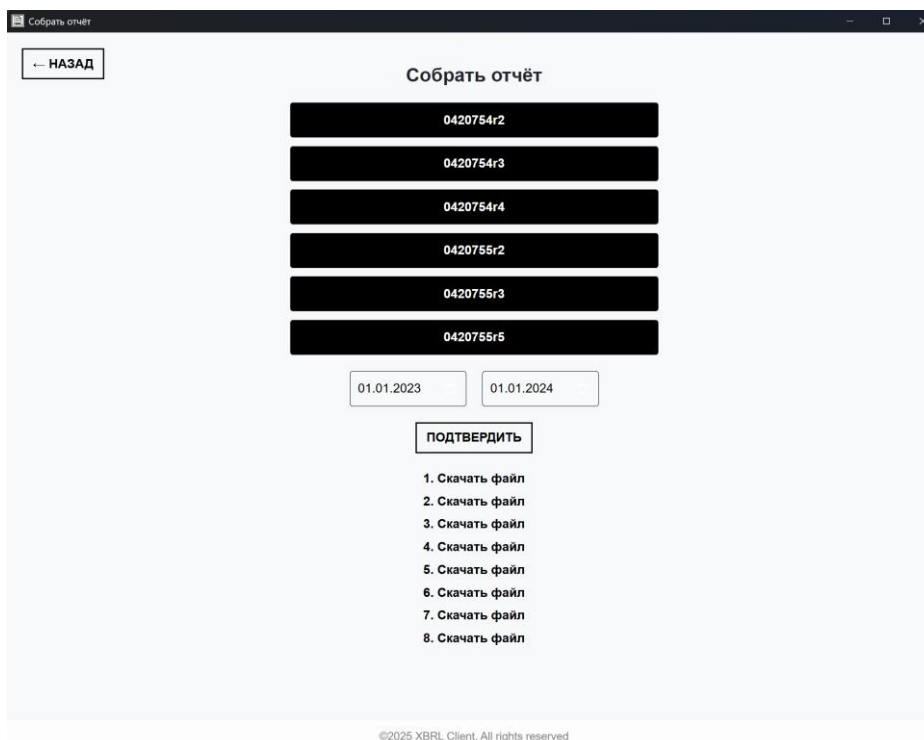 Собрать отчёт
← НАЗАД
Собрать отчёт
0420754r2
0420754r3
0420754r4
0420755r2
0420755r3
0420755r5
01.01.2023 01.01.2024
ПОДТВЕРДИТЬ
1. Скачать файл
2. Скачать файл
3. Скачать файл
4. Скачать файл
5. Скачать файл
6. Скачать файл
7. Скачать файл
8. Скачать файл
©2025 XBRL Client. All rights reserved